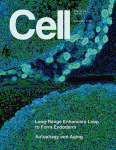 Cell
Long-Range Enhancers Loop
to Form Endoderm
Autophagy and Aging